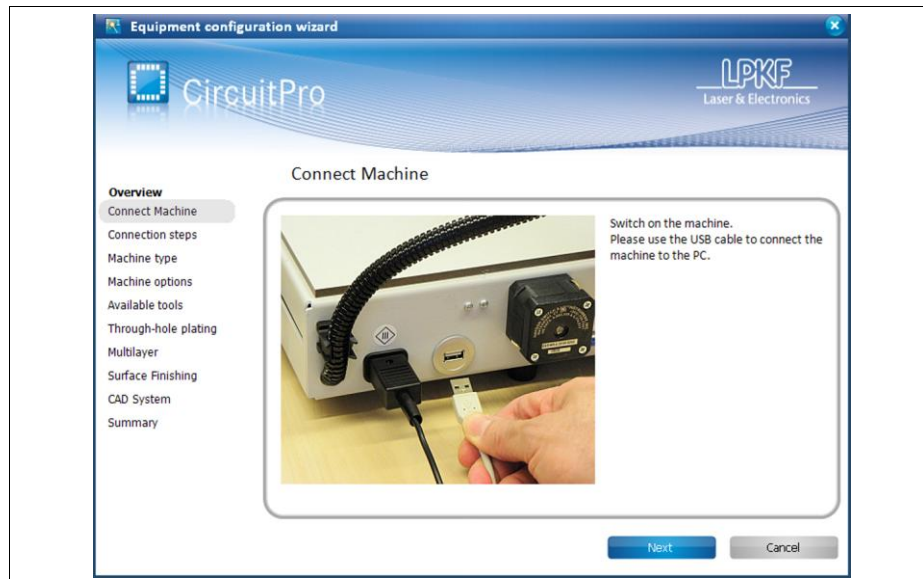 Equipment configuration wizard
CircuitPro
LPKF
Laser & Electronics
Connect Machine
Overview
Connect Machine
Connection steps
Machine type
Machine options
Available tools
Through-hole plating
Multilayer
Surface Finishing
CAD System
Summary
Switch on the machine.
Please use the USB cable to connect the
machine to the PC.
III
Next
Cancel